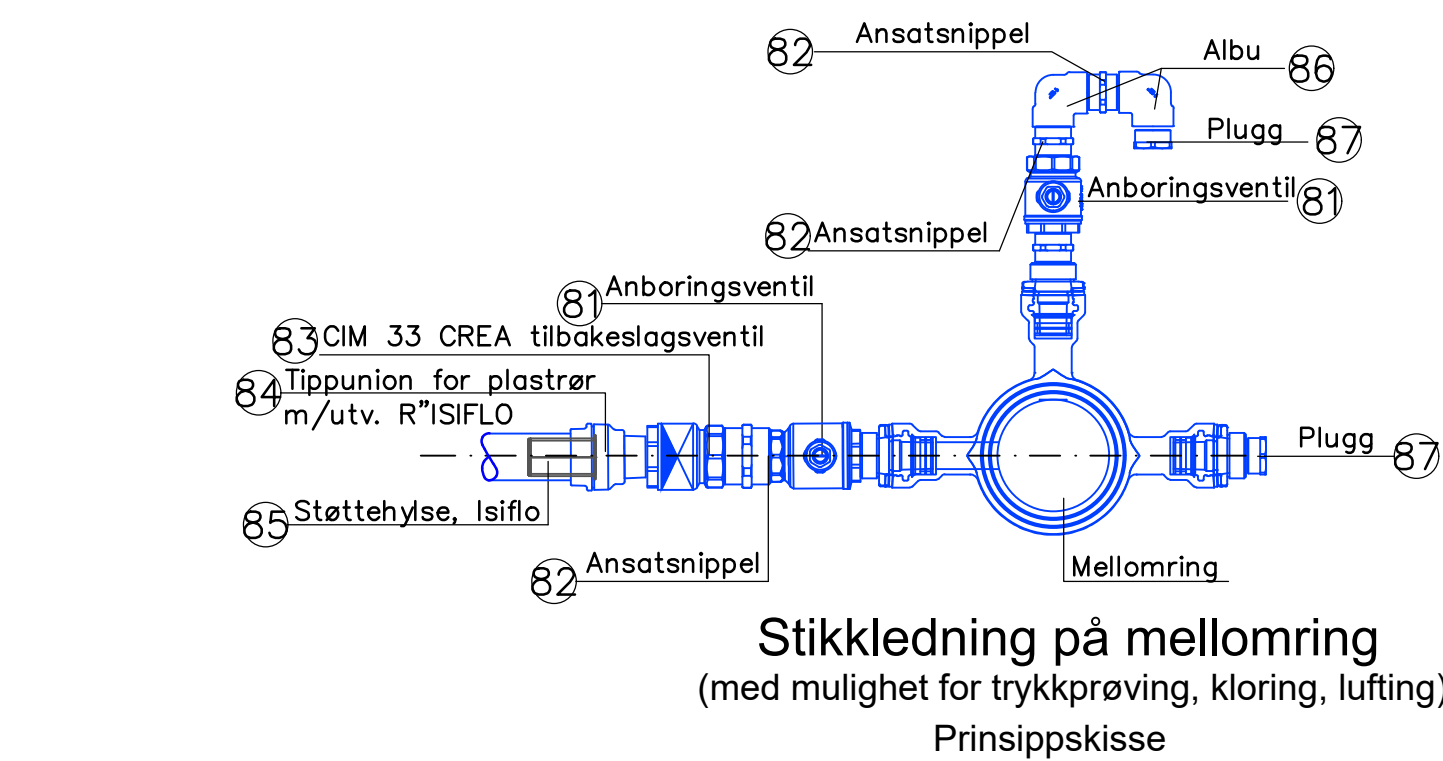 82 Ansatsnippel
Albu 86
Plugg 87
Anboringsventil 81
82 Ansatsnippel
81 Anboringsventil
83 CIM 33 CREA tilbakeslagsventil
84 Tippunion for plastrør
m/utv. R"ISIFLO
Plugg 87
85 Støttehylse, Isiflo
82 Ansatsnippel
Mellomring
Stikkledning på mellomring
(med mulighet for trykkprøving, kloring, lufting)
Prinsippskisse